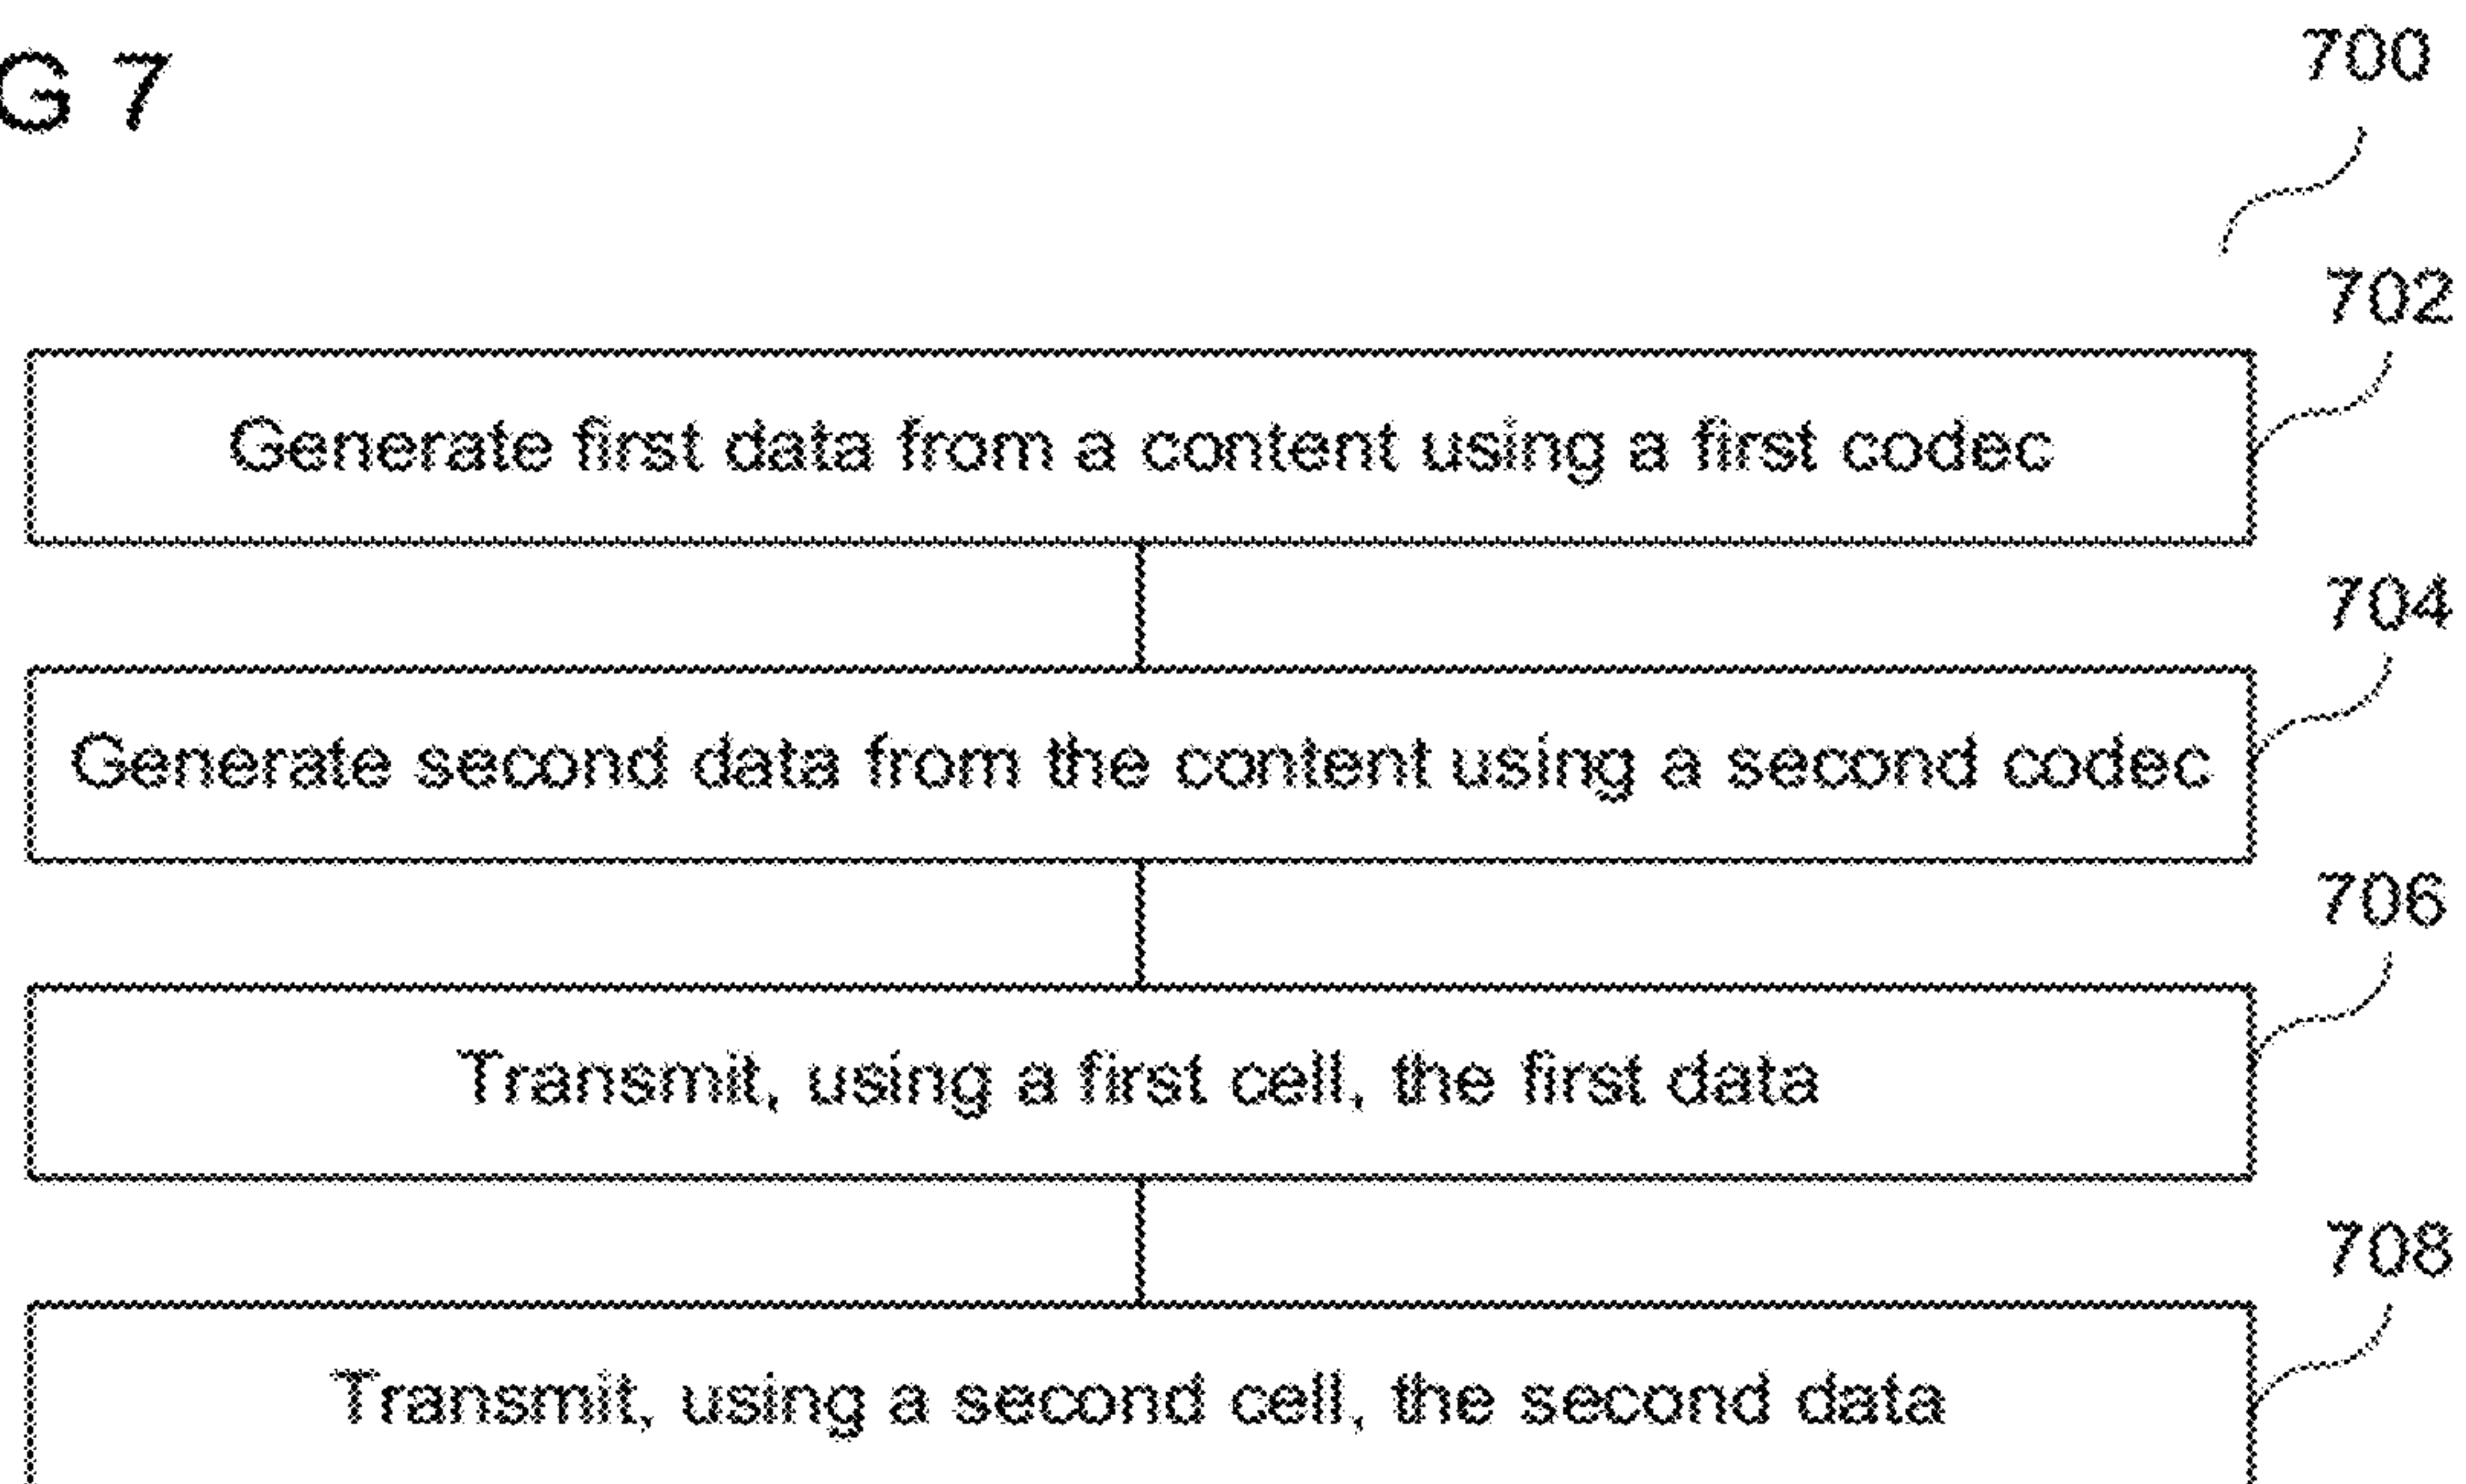 G 7
700
702
Generate first data from a content using a first codec
704
Generate second data from the content using a second codec
706
Transmit, using a first cell, the first data
708
Transmit, using a second cell, the second data